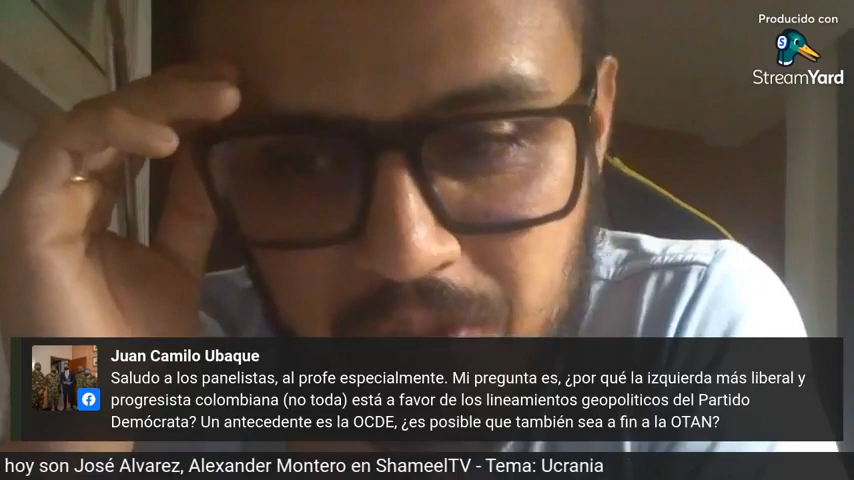 Producido con
StreamYard
Juan Camilo Ubaque
Saludo a los panelistas, al profe especialmente. Mi pregunta es, ¿por qué la izquierda más liberal y
progresista colombiana (no toda) está a favor de los lineamientos geopoliticos del Partido
Demócrata? Un antecedente es la OCDE, ¿es posible que también sea a fin a la OTAN?
hoy son José Alvarez, Alexander Montero en ShameelTV - Tema: Ucrania